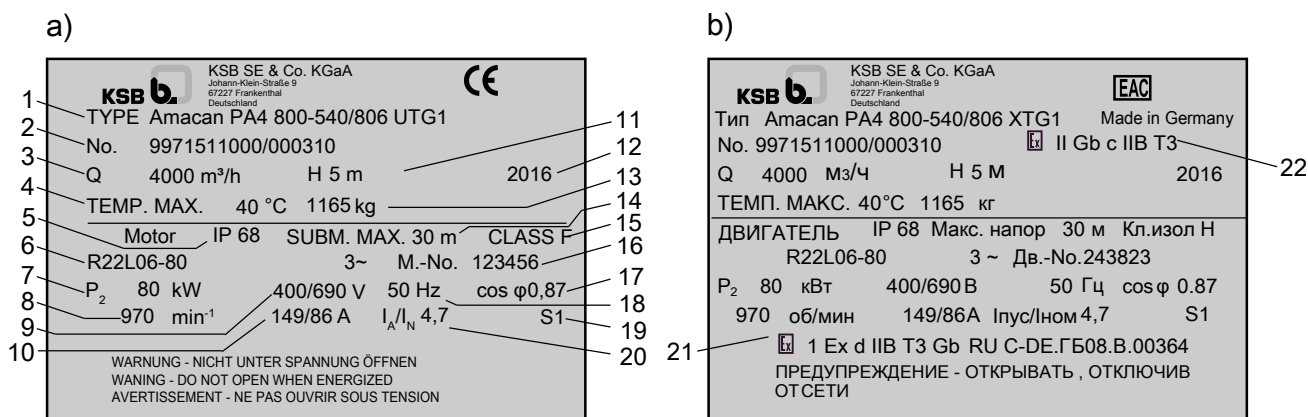 a)
KSB b.
KSB SE & Co. KGaA
Johann-Klein-Straße 9
67227 Frankenthal
Deutschland
CE
1 TYPE Amacan PA4 800-540/806 UTG1
2 No. 9971511000/000310 11
3 Q 4000 m³/h H 5 m 2016 12
4 TEMP. MAX. 40 °C 1165 kg 13
14
5 Motor IP 68 SUBM. MAX. 30 m CLASS F 15
6 R22L06-80 3~ M.-No. 123456 16
7 P₂ 80 kW 400/690 V 50 Hz cos φ0,87 17
8 970 min⁻¹ 149/86 A I_A/I_N 4,7 S1 18
9 19
10 20
WARNUNG - NICHT UNTER SPANNUNG ÖFFNEN
WANING - DO NOT OPEN WHEN ENERGIZED
AVERTISSEMENT - NE PAS OUVRIR SOUS TENSION
b)
KSB b.
KSB SE & Co. KGaA
Johann-Klein-Straße 9
67227 Frankenthal
Deutschland
EAC
Тип Amacan PA4 800-540/806 XTG1 Made in Germany
No. 9971511000/000310 Ex II Gb c IIB T3
Q 4000 м3/ч H 5 М 2016 22
ТЕМП. МАКС. 40°C 1165 кг
ДВИГАТЕЛЬ IP 68 Макс. напор 30 м Кл.изол Н
R22L06-80 3 ~ Дв.-No.243823
P₂ 80 кВт 400/690 В 50 Гц cos φ 0.87
970 об/мин 149/86A Iпус/Iном 4,7 S1
21 Ex 1 Ex d IIB T3 Gb RU C-DE.ГБ08.В.00364
ПРЕДУПРЕЖДЕНИЕ - ОТКРЫВАТЬ , ОТКЛЮЧИВ
ОТ СЕТИ